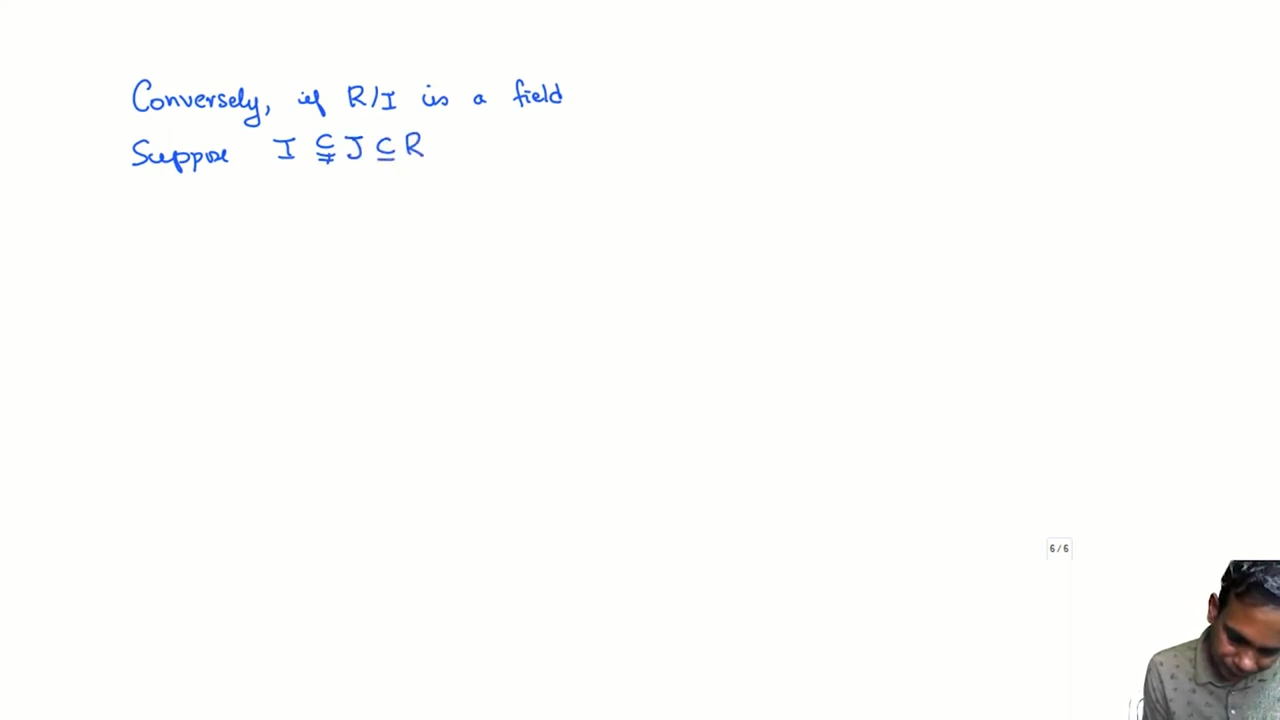 Conversely, if R/I is a field
Suppose I ⊊ J ⊆ R
6/6